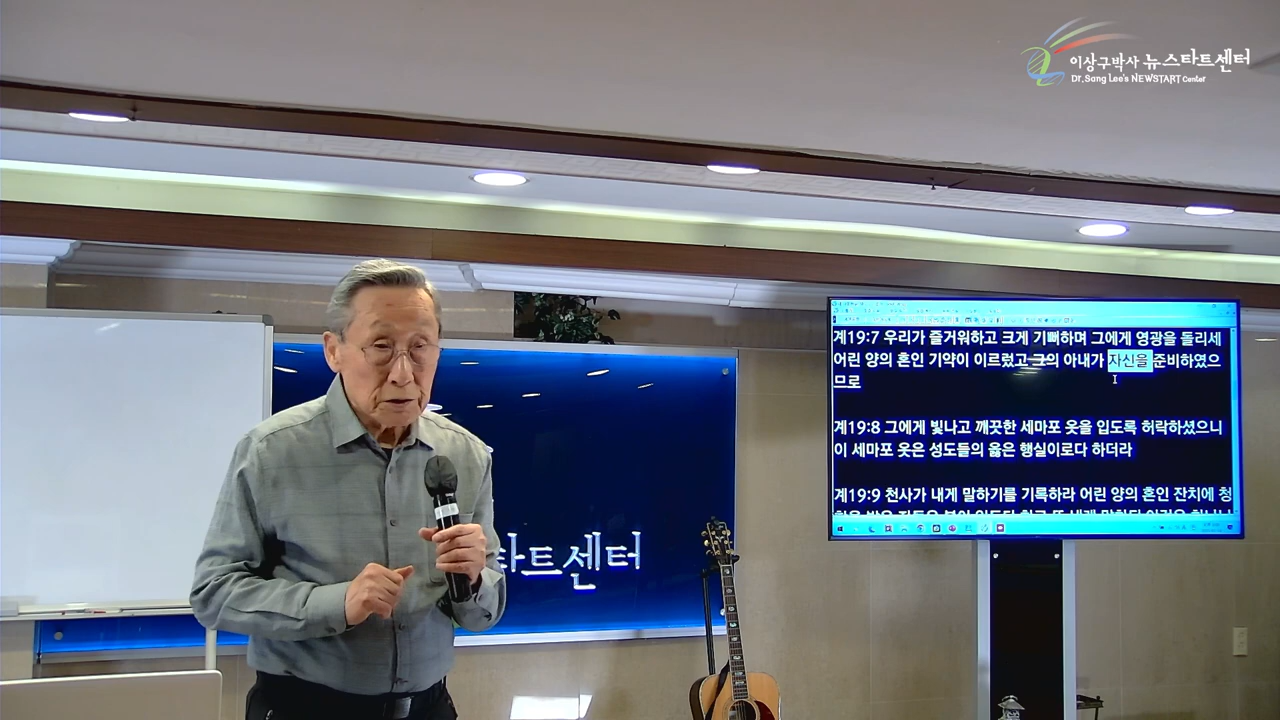 이상구박사 뉴스타트센터
Dr. Sang Lee's NEWSTART Center
계19:7 우리가 즐거워하고 크게 기뻐하며 그에게 영광을 돌리세
어린 양의 혼인 기약이 이르렀고 그의 아내가 자신을 준비하였으
므로
계19:8 그에게 빛나고 깨끗한 세마포 옷을 입도록 허락하셨으니
이 세마포 옷은 성도들의 옳은 행실이로다 하더라
계19:9 천사가 내게 말하기를 기록하라 어린 양의 혼인 잔치에 청
타트센터